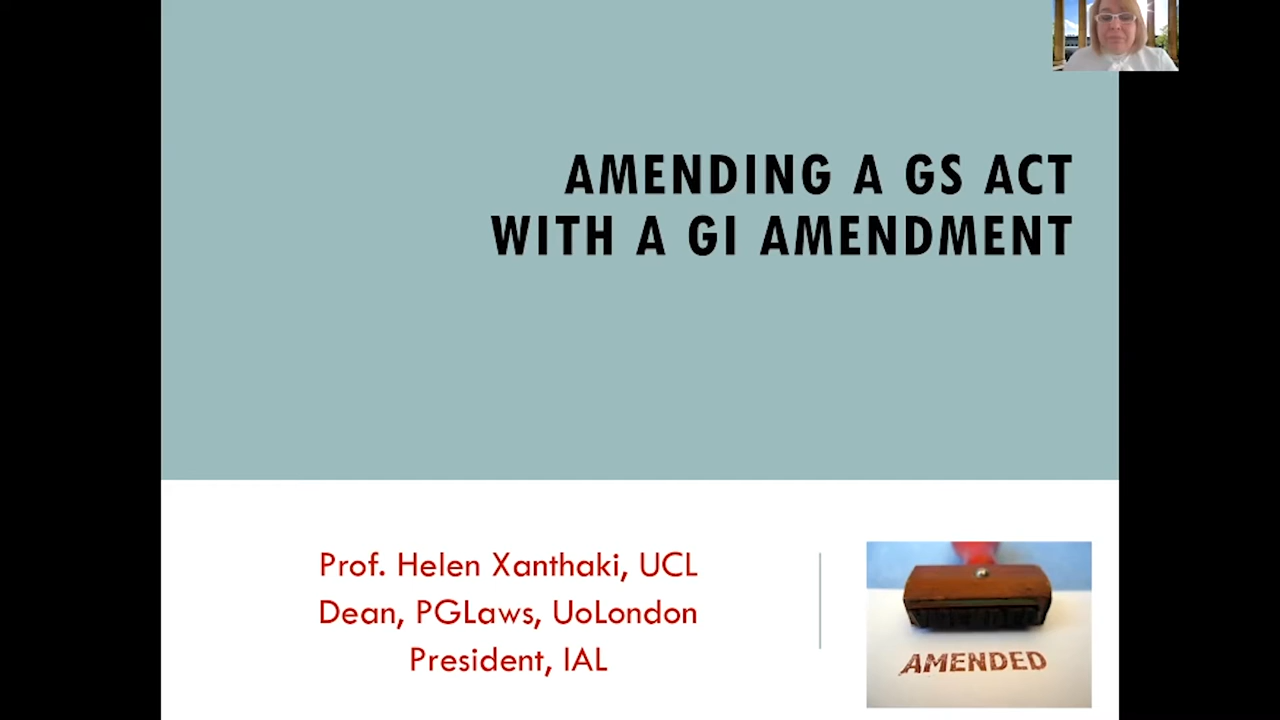 AMENDING A GS ACT
WITH A GI AMENDMENT
Prof. Helen Xanthaki, UCL
Dean, PGLaws, UoLondon
President, IAL
AMENDED